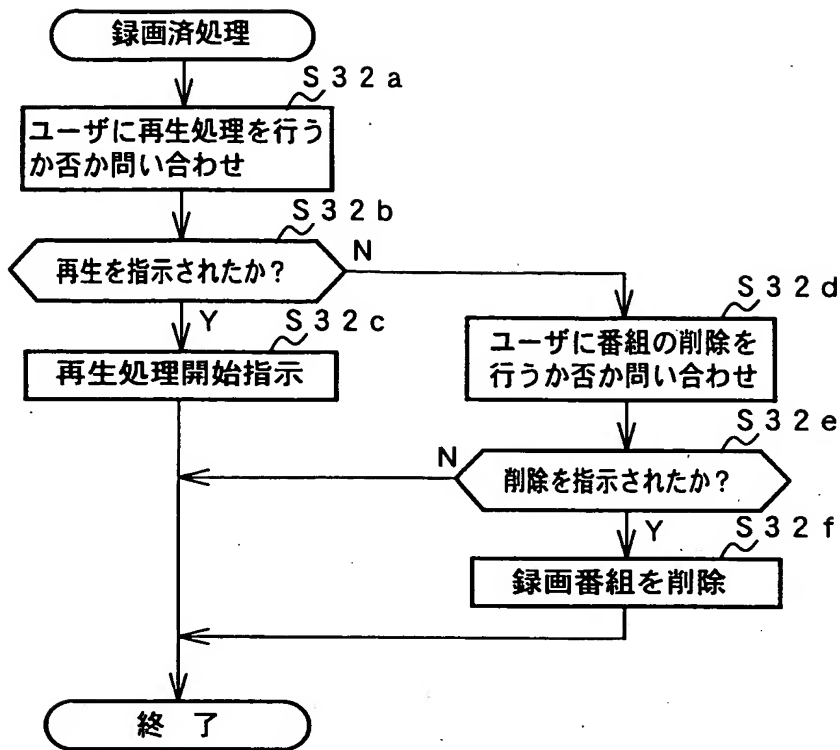 録画済処理
S32a
ユーザに再生処理を行う
か否か問い合わせ
S32b
再生を指示されたか？
N
Y
S32c
再生処理開始指示
S32d
ユーザに番組の削除を
行うか否か問い合わせ
S32e
N
削除を指示されたか？
Y
S32f
録画番組を削除
終 了